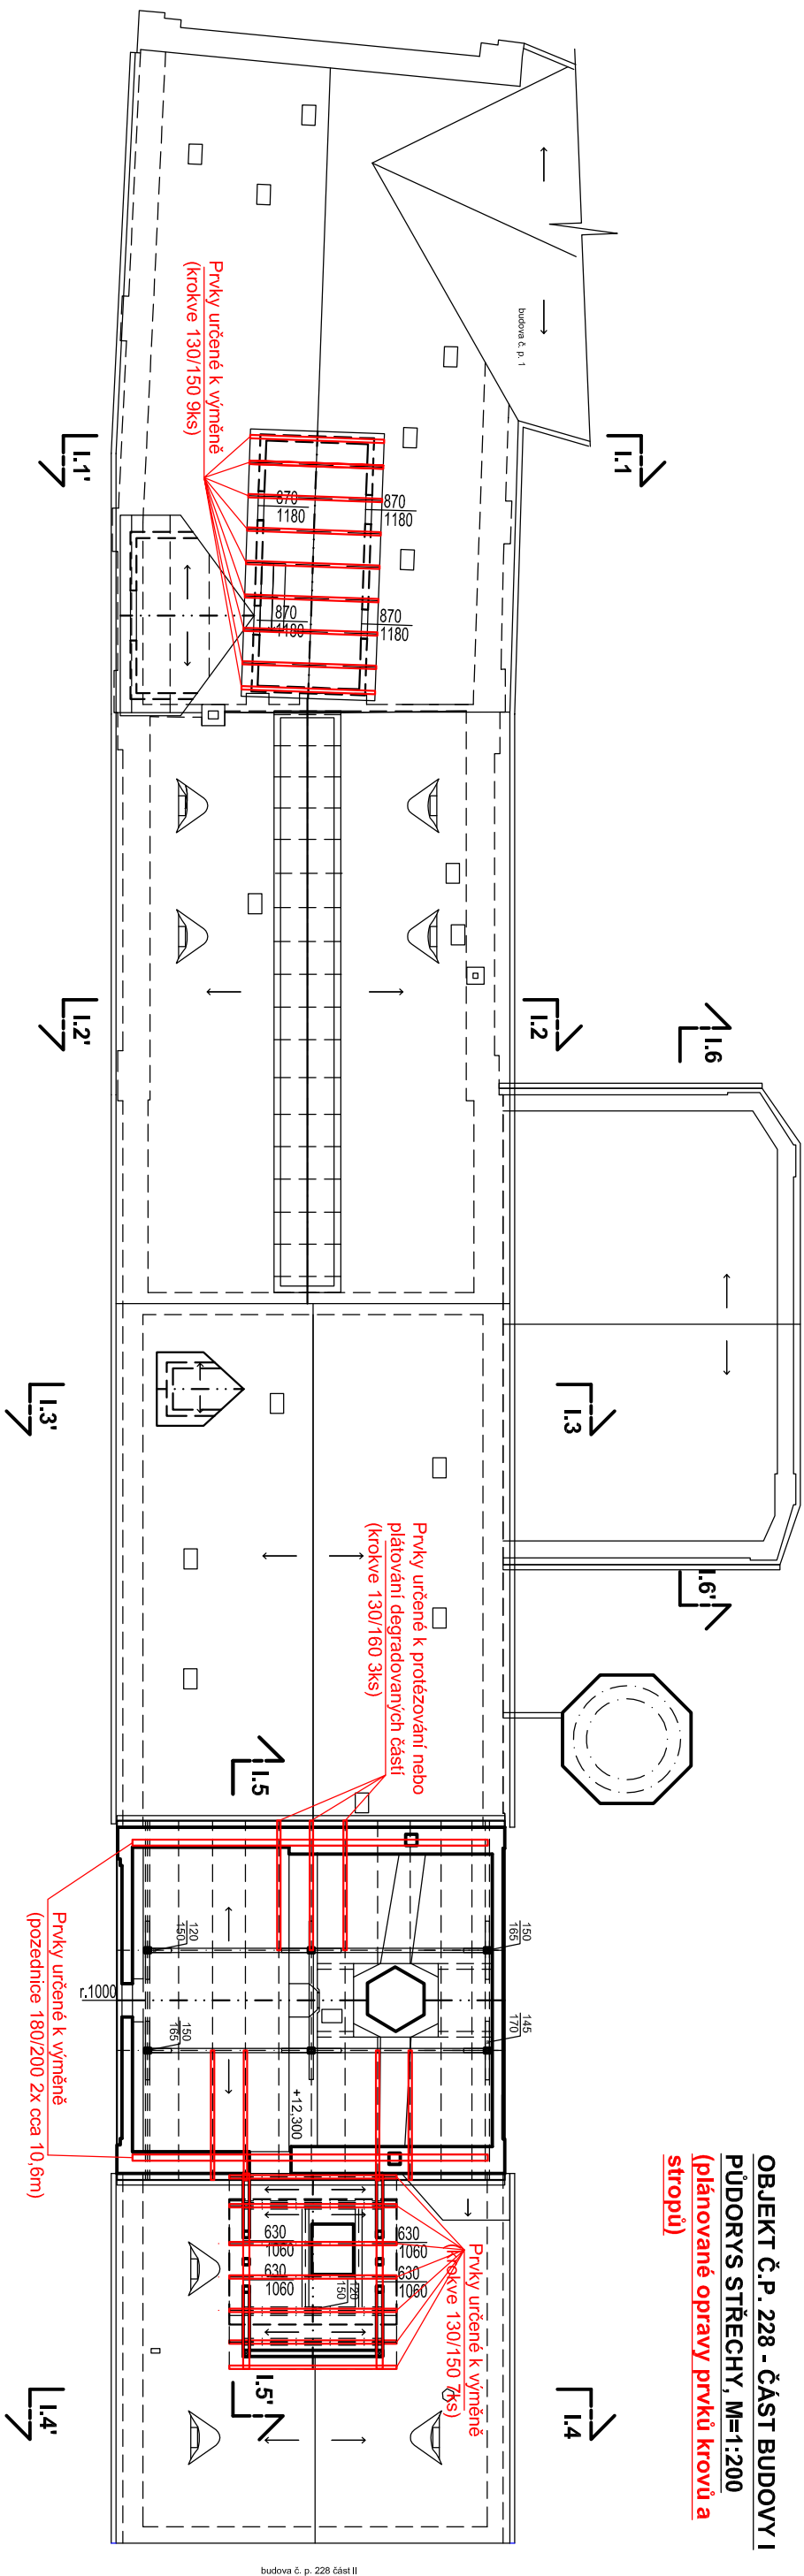 OBJEKT Č.P. 228 - ČÁST BUDOVY I
PŮDORYS STŘECHY, M=1:200
(plánované opravy prvků krovů a
stropů)
budova č. p. 1
Prvky určené k výměně
(krokve 130/150 9ks)
I.1
I.1'
870
1180
870
1180
870
1180
870
1180
I.2
I.2'
I.6
I.6'
I.3
I.3'
Prvky určené k protézování nebo
plátování degradovaných částí
(krokve 130/160 3ks)
I.5
120
150
150
165
r.1000
150
165
145
170
+12,300
Prvky určené k výměně
(pozednice 180/200 2x cca 10,6m)
630
1060
630
1060
630
1060
630
1060
120
150
Prvky určené k výměně
(krokve 130/150 7ks)
I.5'
I.4
I.4'
budova č. p. 228 část II